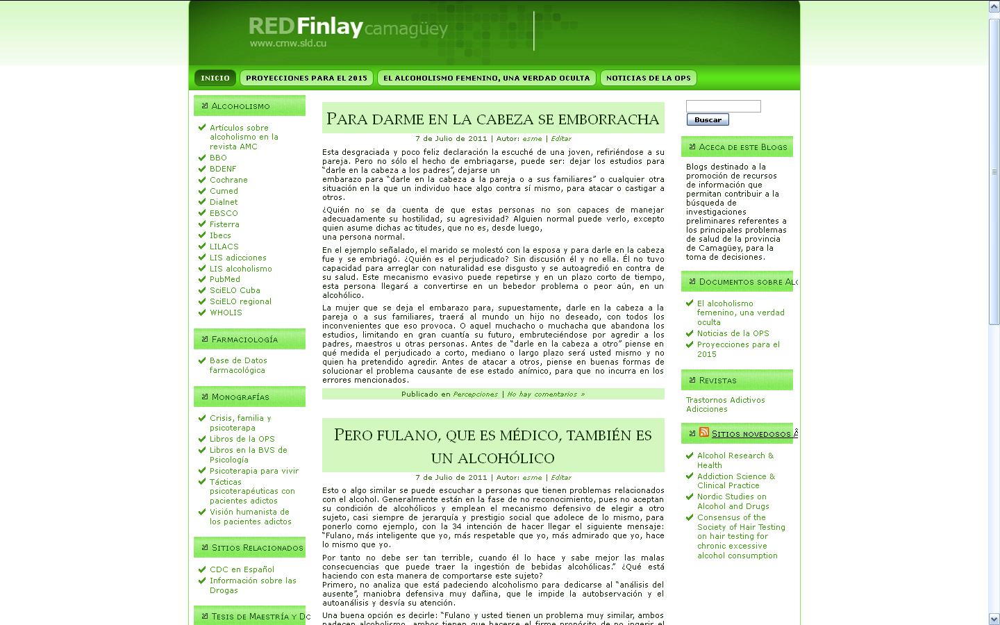 REDFinlay camagüey
www.cmw.sld.cu
INICIO
PROYECCIONES PARA EL 2015
EL ALCOHOLISMO FEMENINO, UNA VERDAD OCULTA
NOTICIAS DE LA OPS
Alcoholismo
Artículos sobre
alcoholismo en la
revista AMC
BBO
BDENF
Cochrane
Cumed
Dialnet
EBSCO
Fisterra
Ibecs
LILACS
LIS adicciones
LIS alcoholismo
PubMed
SciELO Cuba
SciELO regional
WHOLIS
Farmaciología
Base de Datos
farmacológica
Monografías
Crisis, familia y
psicoterapa
Libros de la OPS
Libros en la BVS de
Psicología
Psicoterapia para vivir
Tácticas
psicoterapéuticas con
pacientes adictos
Visión humanista de
los pacientes adictos
Sitios Relacionados
CDC en Español
Información sobre las
Drogas
Tesis de Maestría y Do
Para darme en la cabeza se emborracha
7 de Julio de 2011 | Autor: esme | Editar
Esta desgraciada y poco feliz declaración la escuché de una joven, refiriéndose a su
pareja. Pero no sólo el hecho de embriagarse, puede ser: dejar los estudios para
“darle en la cabeza a los padres”, dejarse un
embarazo para “darle en la cabeza a la pareja o a sus familiares” o cualquier otra
situación en la que un individuo hace algo contra sí mismo, para atacar o castigar a
otros.
¿Quién no se da cuenta de que estas personas no son capaces de manejar
adecuadamente su hostilidad, su agresividad? Alguien normal puede verlo, excepto
quien asume dichas ac titudes, que no es, desde luego,
una persona normal.
En el ejemplo señalado, el marido se molestó con la esposa y para darle en la cabeza
fue y se embriagó. ¿Quién es el perjudicado? Sin discusión él y no ella. Él no tuvo
capacidad para arreglar con naturalidad ese disgusto y se autoagredió en contra de
su salud. Este mecanismo evasivo puede repetirse y en un plazo corto de tiempo,
esta persona llegará a convertirse en un bebedor problema o peor aún, en un
alcohólico.
La mujer que se deja el embarazo para, supuestamente, darle en la cabeza a la
pareja o a sus familiares, traerá al mundo un hijo no deseado, con todos los
inconvenientes que eso provoca. O aquel muchacho o muchacha que abandona los
estudios, limitando en gran cuantía su futuro, embruteciéndose por agredir a los
padres, maestros u otras personas. Antes de “darle en la cabeza a otro” piense en
qué medida el perjudicado a corto, mediano o largo plazo será usted mismo y no
quien ha pretendido agredir. Antes de atacar a otros, piense en buenas formas de
solucionar el problema causante de ese estado anímico, para que no incurra en los
errores mencionados.
Publicado en Percepciones | No hay comentarios »
Pero fulano, que es médico, también es
un alcohólico
7 de Julio de 2011 | Autor: esme | Editar
Esto o algo similar se puede escuchar a personas que tienen problemas relacionados
con el alcohol. Generalmente están en la fase de no reconocimiento, pues no aceptan
su condición de alcohólicos y emplean el mecanismo defensivo de elegir a otro
sujeto, casi siempre de jerarquía y prestigio social que adolece de lo mismo, para
ponerlo como ejemplo, con la 34 intención de hacer llegar el siguiente mensaje:
“Fulano, más inteligente que yo, más respetable que yo, más admirado que yo, hace
lo mismo que yo.
Por tanto no debe ser tan terrible, cuando él lo hace y sabe mejor las malas
consecuencias que puede traer la ingestión de bebidas alcohólicas.” ¿Qué está
haciendo con esta manera de comportarse este sujeto?
Primero, no analiza que está padeciendo alcoholismo para dedicarse al “análisis del
ausente”, maniobra defensiva muy dañina, que le impide la autobservación y el
autoanálisis y desvía su atención.
Una buena opción es decirle: “Fulano y usted tienen un problema muy similar, ambos
padecen alcoholismo, ambos tienen que hacerse el firme propósito de no ingerir el
Buscar
Aceca de este Blogs
Blogs destinado a la
promoción de recursos
de información que
permitan contribuir a la
búsqueda de
investigaciones
preliminares referentes a
los principales problemas
de salud de la provincia
de Camagüey, para la
toma de decisiones.
Documentos sobre Alc
El alcoholismo
femenino, una verdad
oculta
Noticias de la OPS
Proyecciones para el
2015
Revistas
Trastornos Adictivos
Adicciones
Sitios novedosos Â
Alcohol Research &
Health
Addiction Science &
Clinical Practice
Nordic Studies on
Alcohol and Drugs
Consensus of the
Society of Hair Testing
on hair testing for
chronic excessive
alcohol consumption